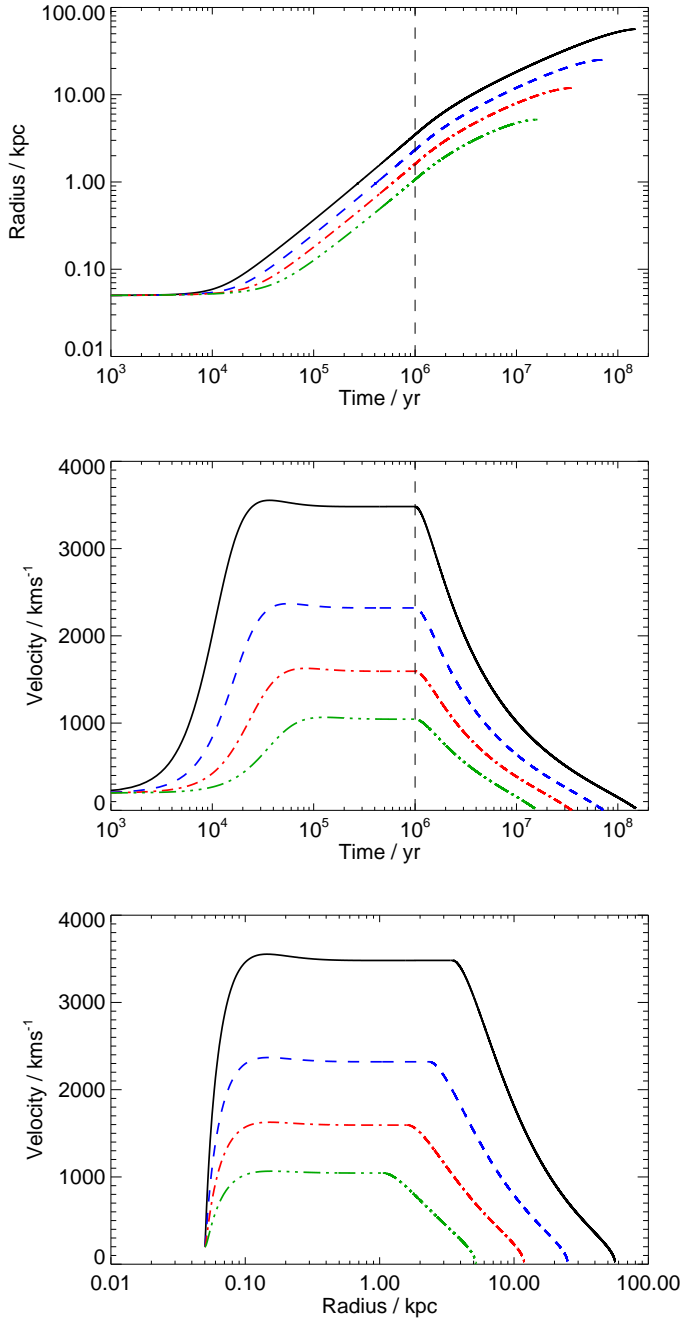 100.00
10.00
1.00
0.10
0.01
Radius / kpc
10³ 10⁴ 10⁵ 10⁶ 10⁷ 10⁸
Time / yr
4000
3000
2000
1000
0
Velocity / kms⁻¹
10³ 10⁴ 10⁵ 10⁶ 10⁷ 10⁸
Time / yr
4000
3000
2000
1000
0
Velocity / kms⁻¹
0.01 0.10 1.00 10.00 100.00
Radius / kpc